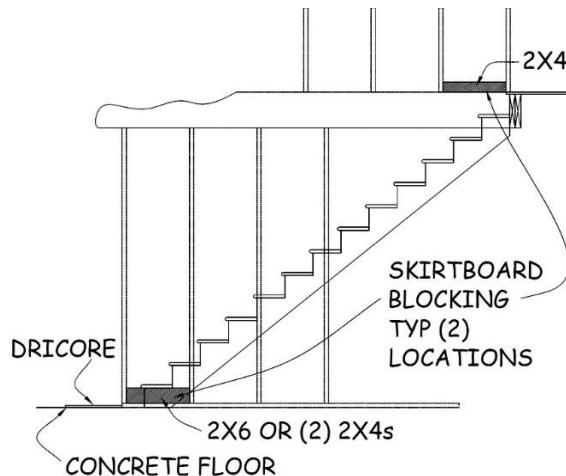 2X4
SKIRTBOARD
BLOCKING
TYP (2)
LOCATIONS
DRICORE
2X6 OR (2) 2X4s
CONCRETE FLOOR